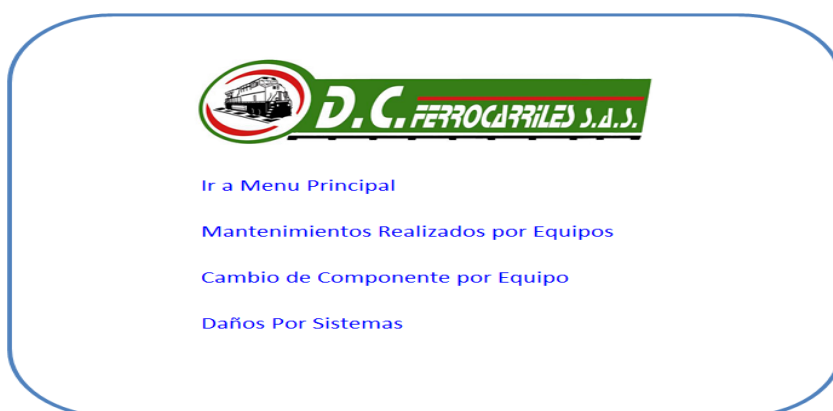 D.C. FERROCARRILES S.A.S.
Ir a Menu Principal
Mantenimientos Realizados por Equipos
Cambio de Componente por Equipo
Daños Por Sistemas